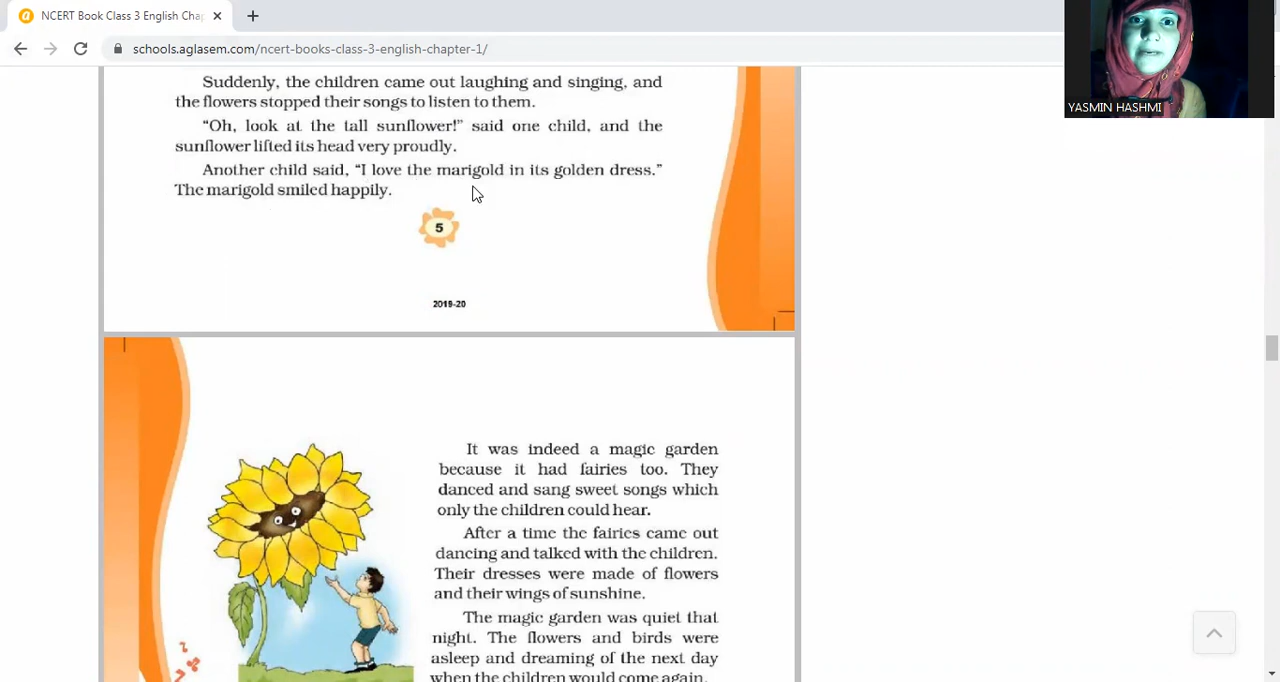 NCERT Book Class 3 English Cha
schools.aglasem.com/ncert-books-class-3-english-chapter-1/
YASMIN HASHMI
Suddenly, the children came out laughing and singing, and
the flowers stopped their songs to listen to them.
“Oh, look at the tall sunflower!” said one child, and the
sunflower lifted its head very proudly.
Another child said, “I love the marigold in its golden dress.”
The marigold smiled happily.
5
2019-20
It was indeed a magic garden
because it had fairies too. They
danced and sang sweet songs which
only the children could hear.
After a time the fairies came out
dancing and talked with the children.
Their dresses were made of flowers
and their wings of sunshine.
The magic garden was quiet that
night. The flowers and birds were
asleep and dreaming of the next day
when the children would come again.